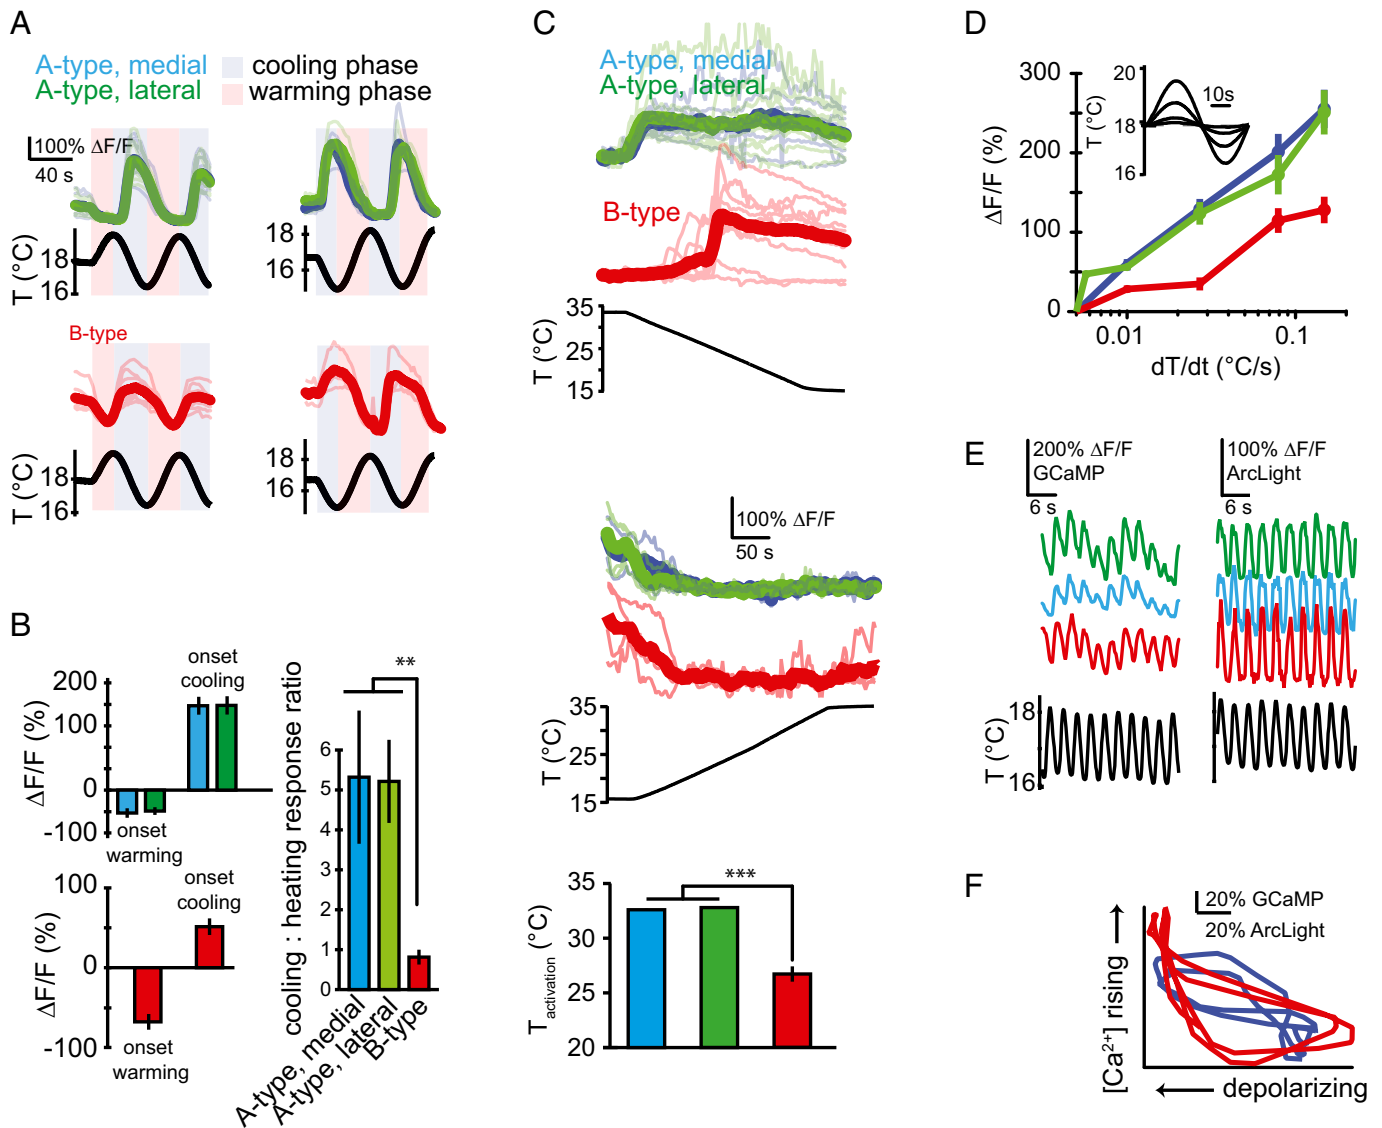 A
A-type, medial
A-type, lateral
cooling phase
warming phase
100% ΔF/F
40 s
T (°C)
18
16
18
16
B-type
T (°C)
18
16
18
16
B
ΔF/F (%)
200
100
0
-100
onset
cooling
onset
warming
ΔF/F (%)
100
0
-100
onset
cooling
onset
warming
cooling : heating response ratio
**
6
5
4
3
2
1
0
A-type, medial
A-type, lateral
B-type
C
A-type, medial
A-type, lateral
B-type
T (°C)
35
25
15
100% ΔF/F
50 s
T (°C)
35
25
15
Tactivation (°C)
35
30
25
20
***
D
ΔF/F (%)
300
200
100
0
T (°C)
20
18
16
10s
0.01
0.1
dT/dt (°C/s)
E
200% ΔF/F
GCaMP
6 s
100% ΔF/F
ArcLight
6 s
T (°C)
18
16
F
20% GCaMP
20% ArcLight
[Ca²⁺] rising →
← depolarizing